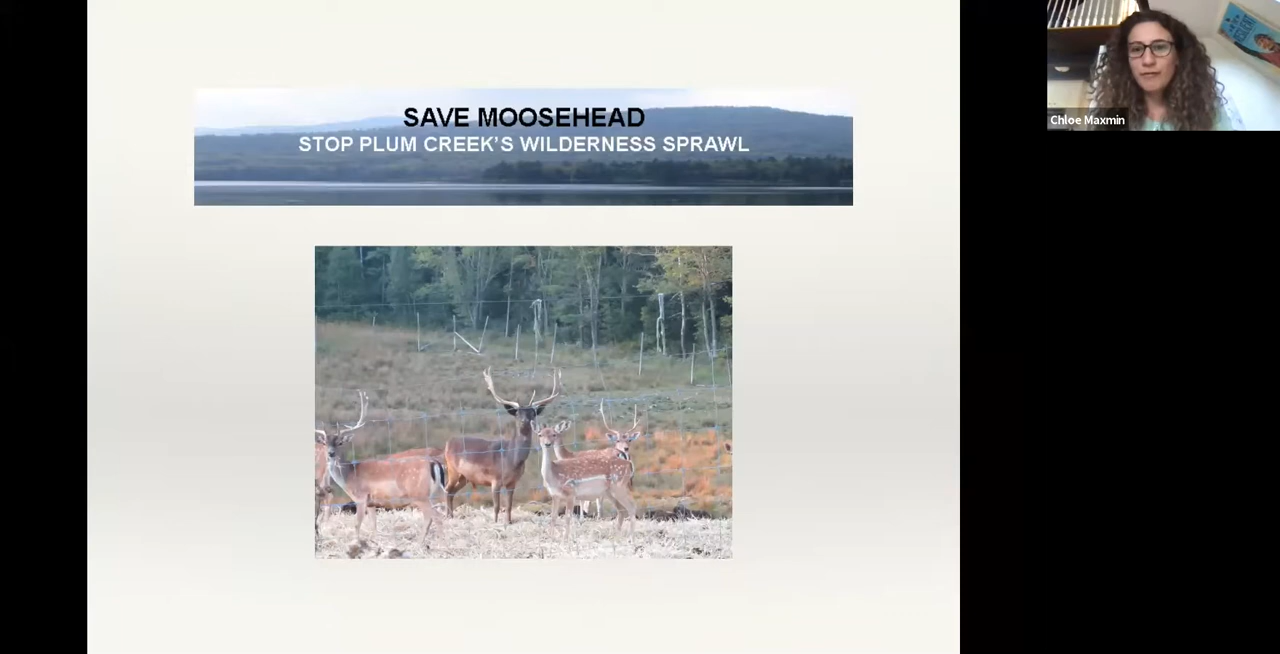 SAVE MOOSEHEAD
STOP PLUM CREEK'S WILDERNESS SPRAWL
Chloe Maxmin